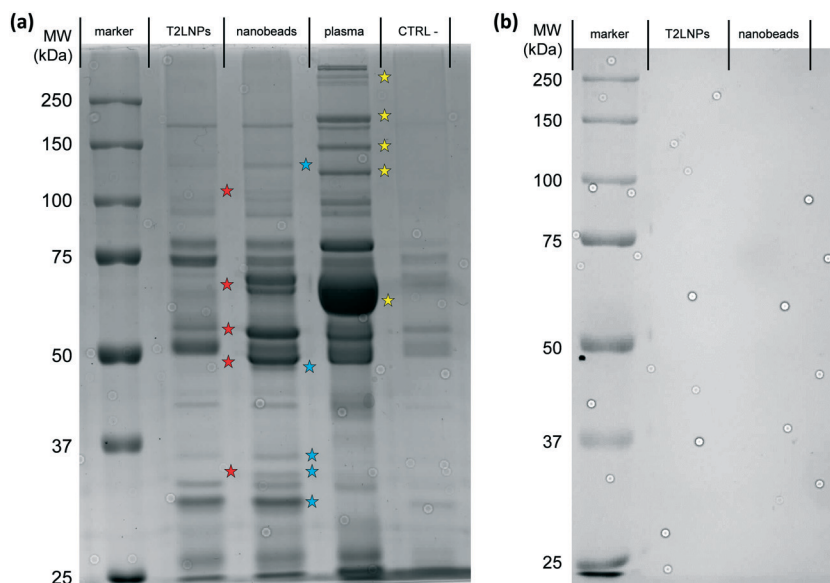 (a)
MW
(kDa)
marker
T2LNPs
nanobeads
plasma
CTRL -
250
150
100
75
50
37
25
(b)
MW
(kDa)
marker
T2LNPs
nanobeads
250
150
100
75
50
37
25